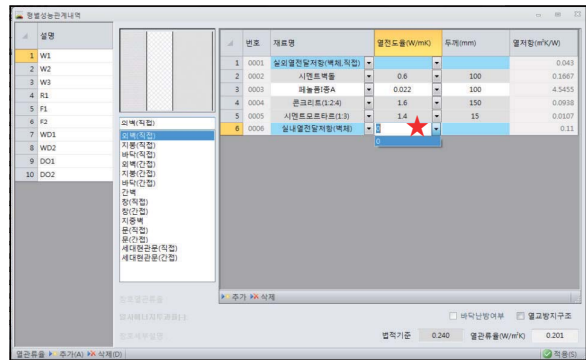 형별성능관계내역
설명
1 W1
2 W2
3 W3
4 R1
5 F1
6 F2
7 WD1
8 WD2
9 DO1
10 DO2
외벽(직접)
외벽(직접)
지붕(직접)
바닥(직접)
외벽(간접)
지붕(간접)
바닥(간접)
간벽
창(직접)
창(간접)
지중벽
문(직접)
문(간접)
세대현관문(직접)
세대현관문(간접)
번호 재료명 열전도율(W/mK) 두께(mm) 열저항(㎡K/W)
1 0001 실외열전달저항(벽체,직접) 0.043
2 0002 시멘트벽돌 0.6 100 0.1667
3 0003 페놀폼I종A 0.022 100 4.5455
4 0004 콘크리트(1:2:4) 1.6 150 0.0938
5 0005 시멘트모르타르(1:3) 1.4 15 0.0107
6 0006 실내열전달저항(벽체) 0 0.11
0
추가 삭제
바닥난방여부 열교방지구조
법적기준 0.240 열관류율(W/㎡K) 0.201
열관류율 추가(A) 삭제(D) 적용(S)